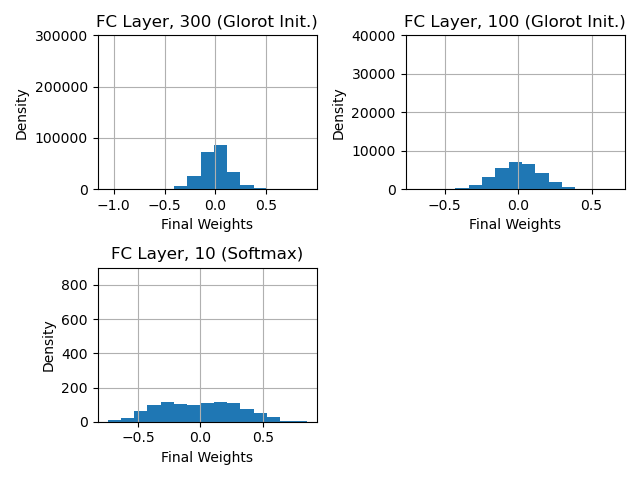 FC Layer, 300 (Glorot Init.)
300000
200000
100000
0
Density
−1.0 −0.5 0.0 0.5
Final Weights
FC Layer, 100 (Glorot Init.)
40000
30000
20000
10000
0
Density
−0.5 0.0 0.5
Final Weights
FC Layer, 10 (Softmax)
800
600
400
200
0
Density
−0.5 0.0 0.5
Final Weights